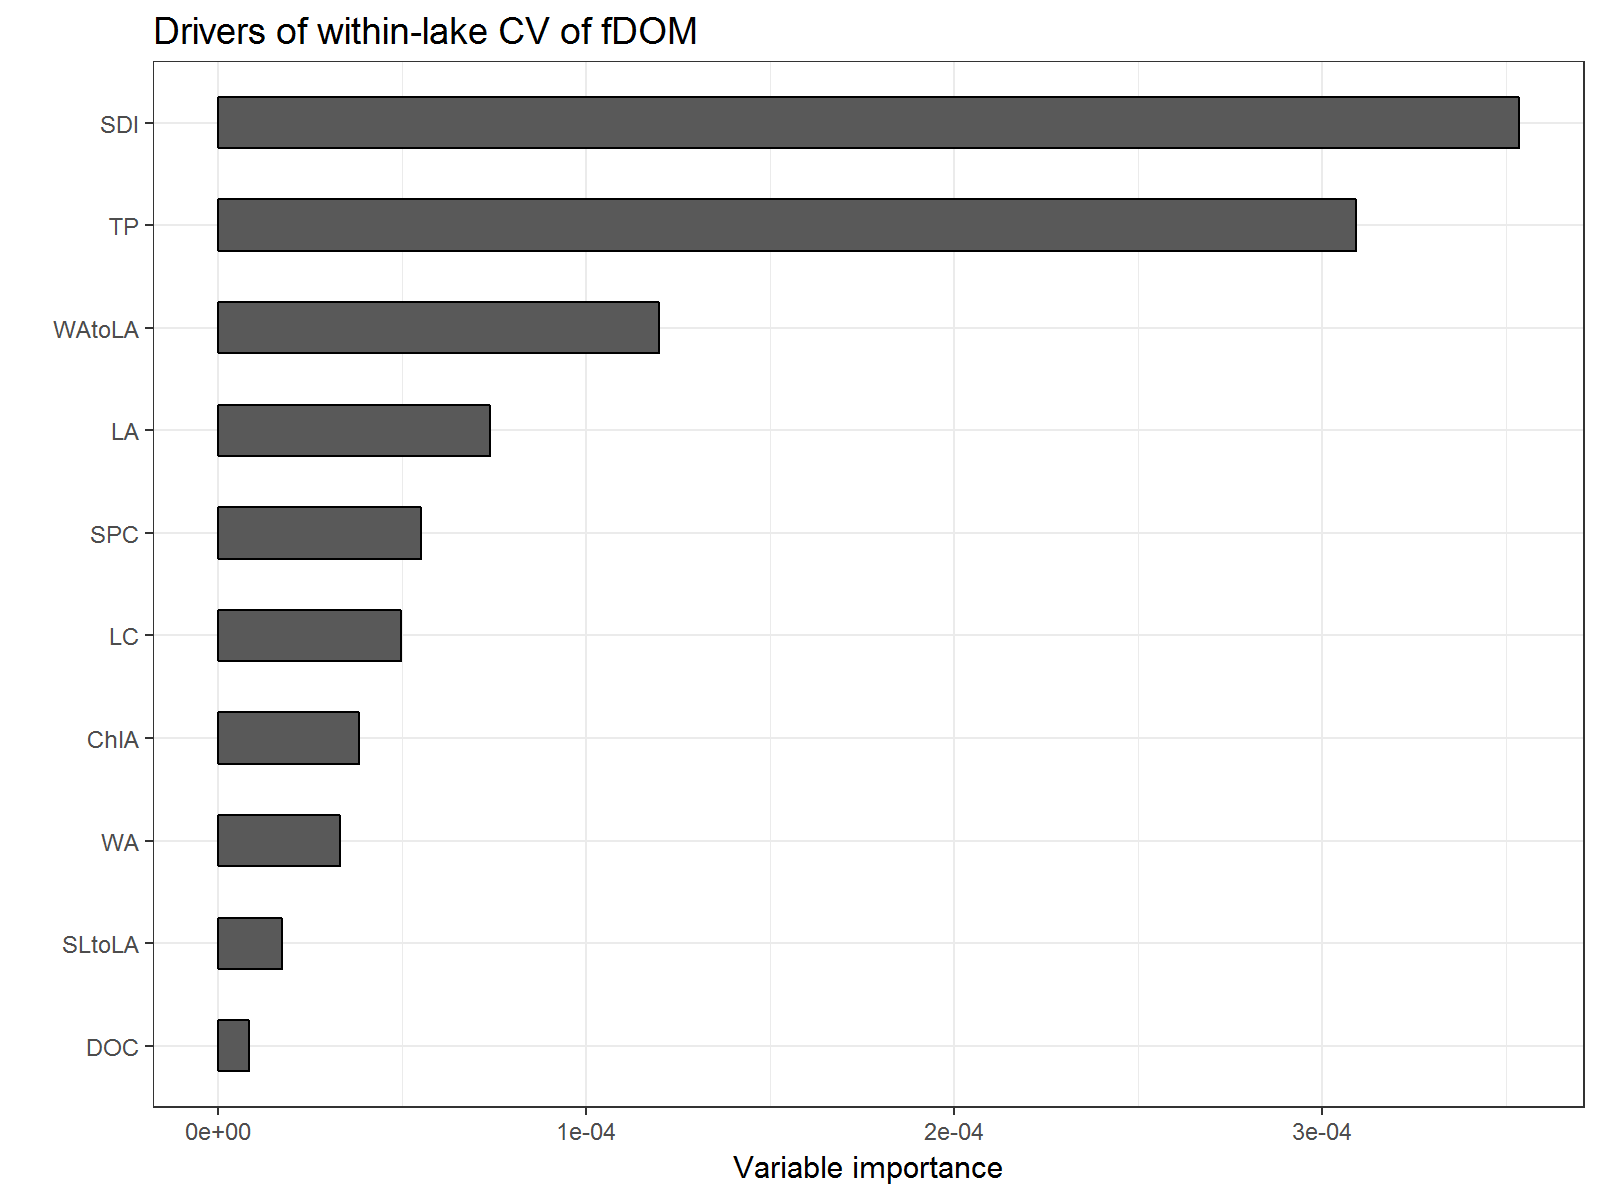 Drivers of within-lake CV of fDOM
SDI
TP
WAtoLA
LA
SPC
LC
ChlA
WA
SLtoLA
DOC
0e+00 1e-04 2e-04 3e-04
Variable importance